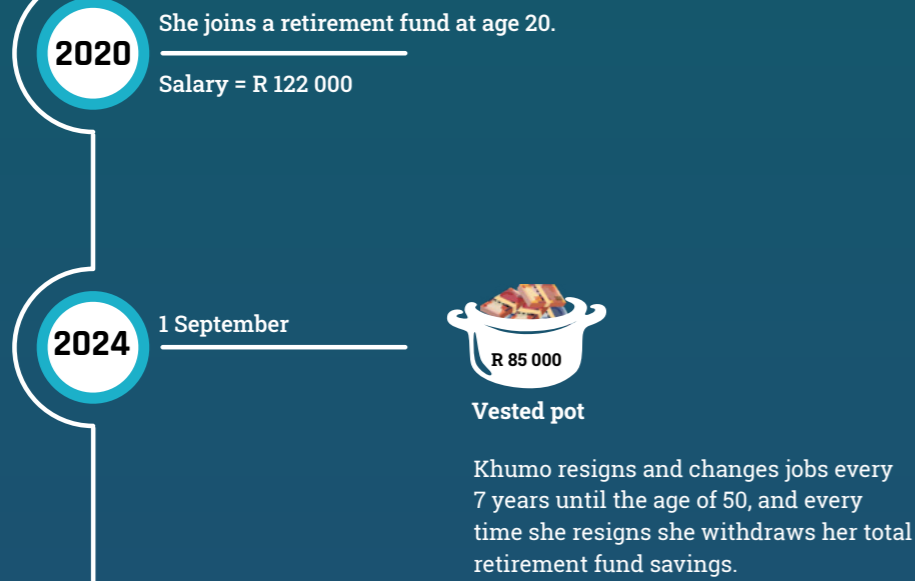 2020
She joins a retirement fund at age 20.
Salary = R 122 000
2024
1 September
R 85 000
Vested pot
Khumo resigns and changes jobs every
7 years until the age of 50, and every
time she resigns she withdraws her total
retirement fund savings.